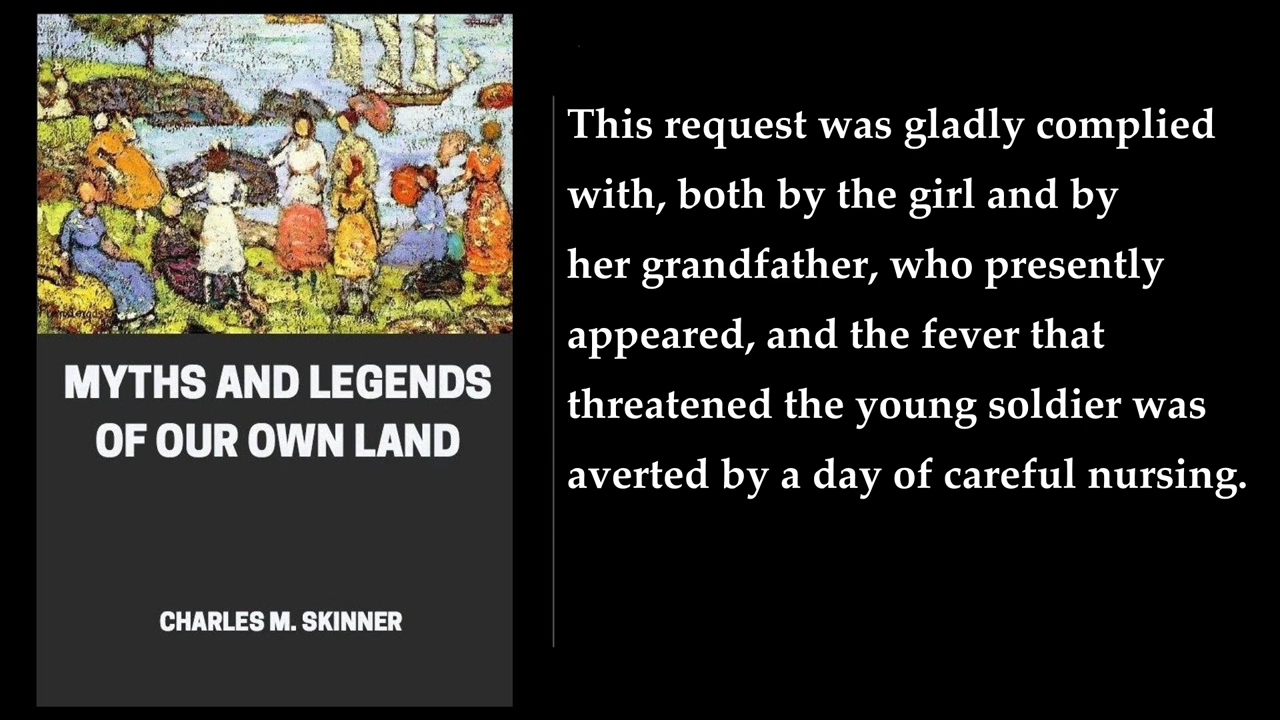 MYTHS AND LEGENDS
OF OUR OWN LAND
CHARLES M. SKINNER
This request was gladly complied
with, both by the girl and by
her grandfather, who presently
appeared, and the fever that
threatened the young soldier was
averted by a day of careful nursing.